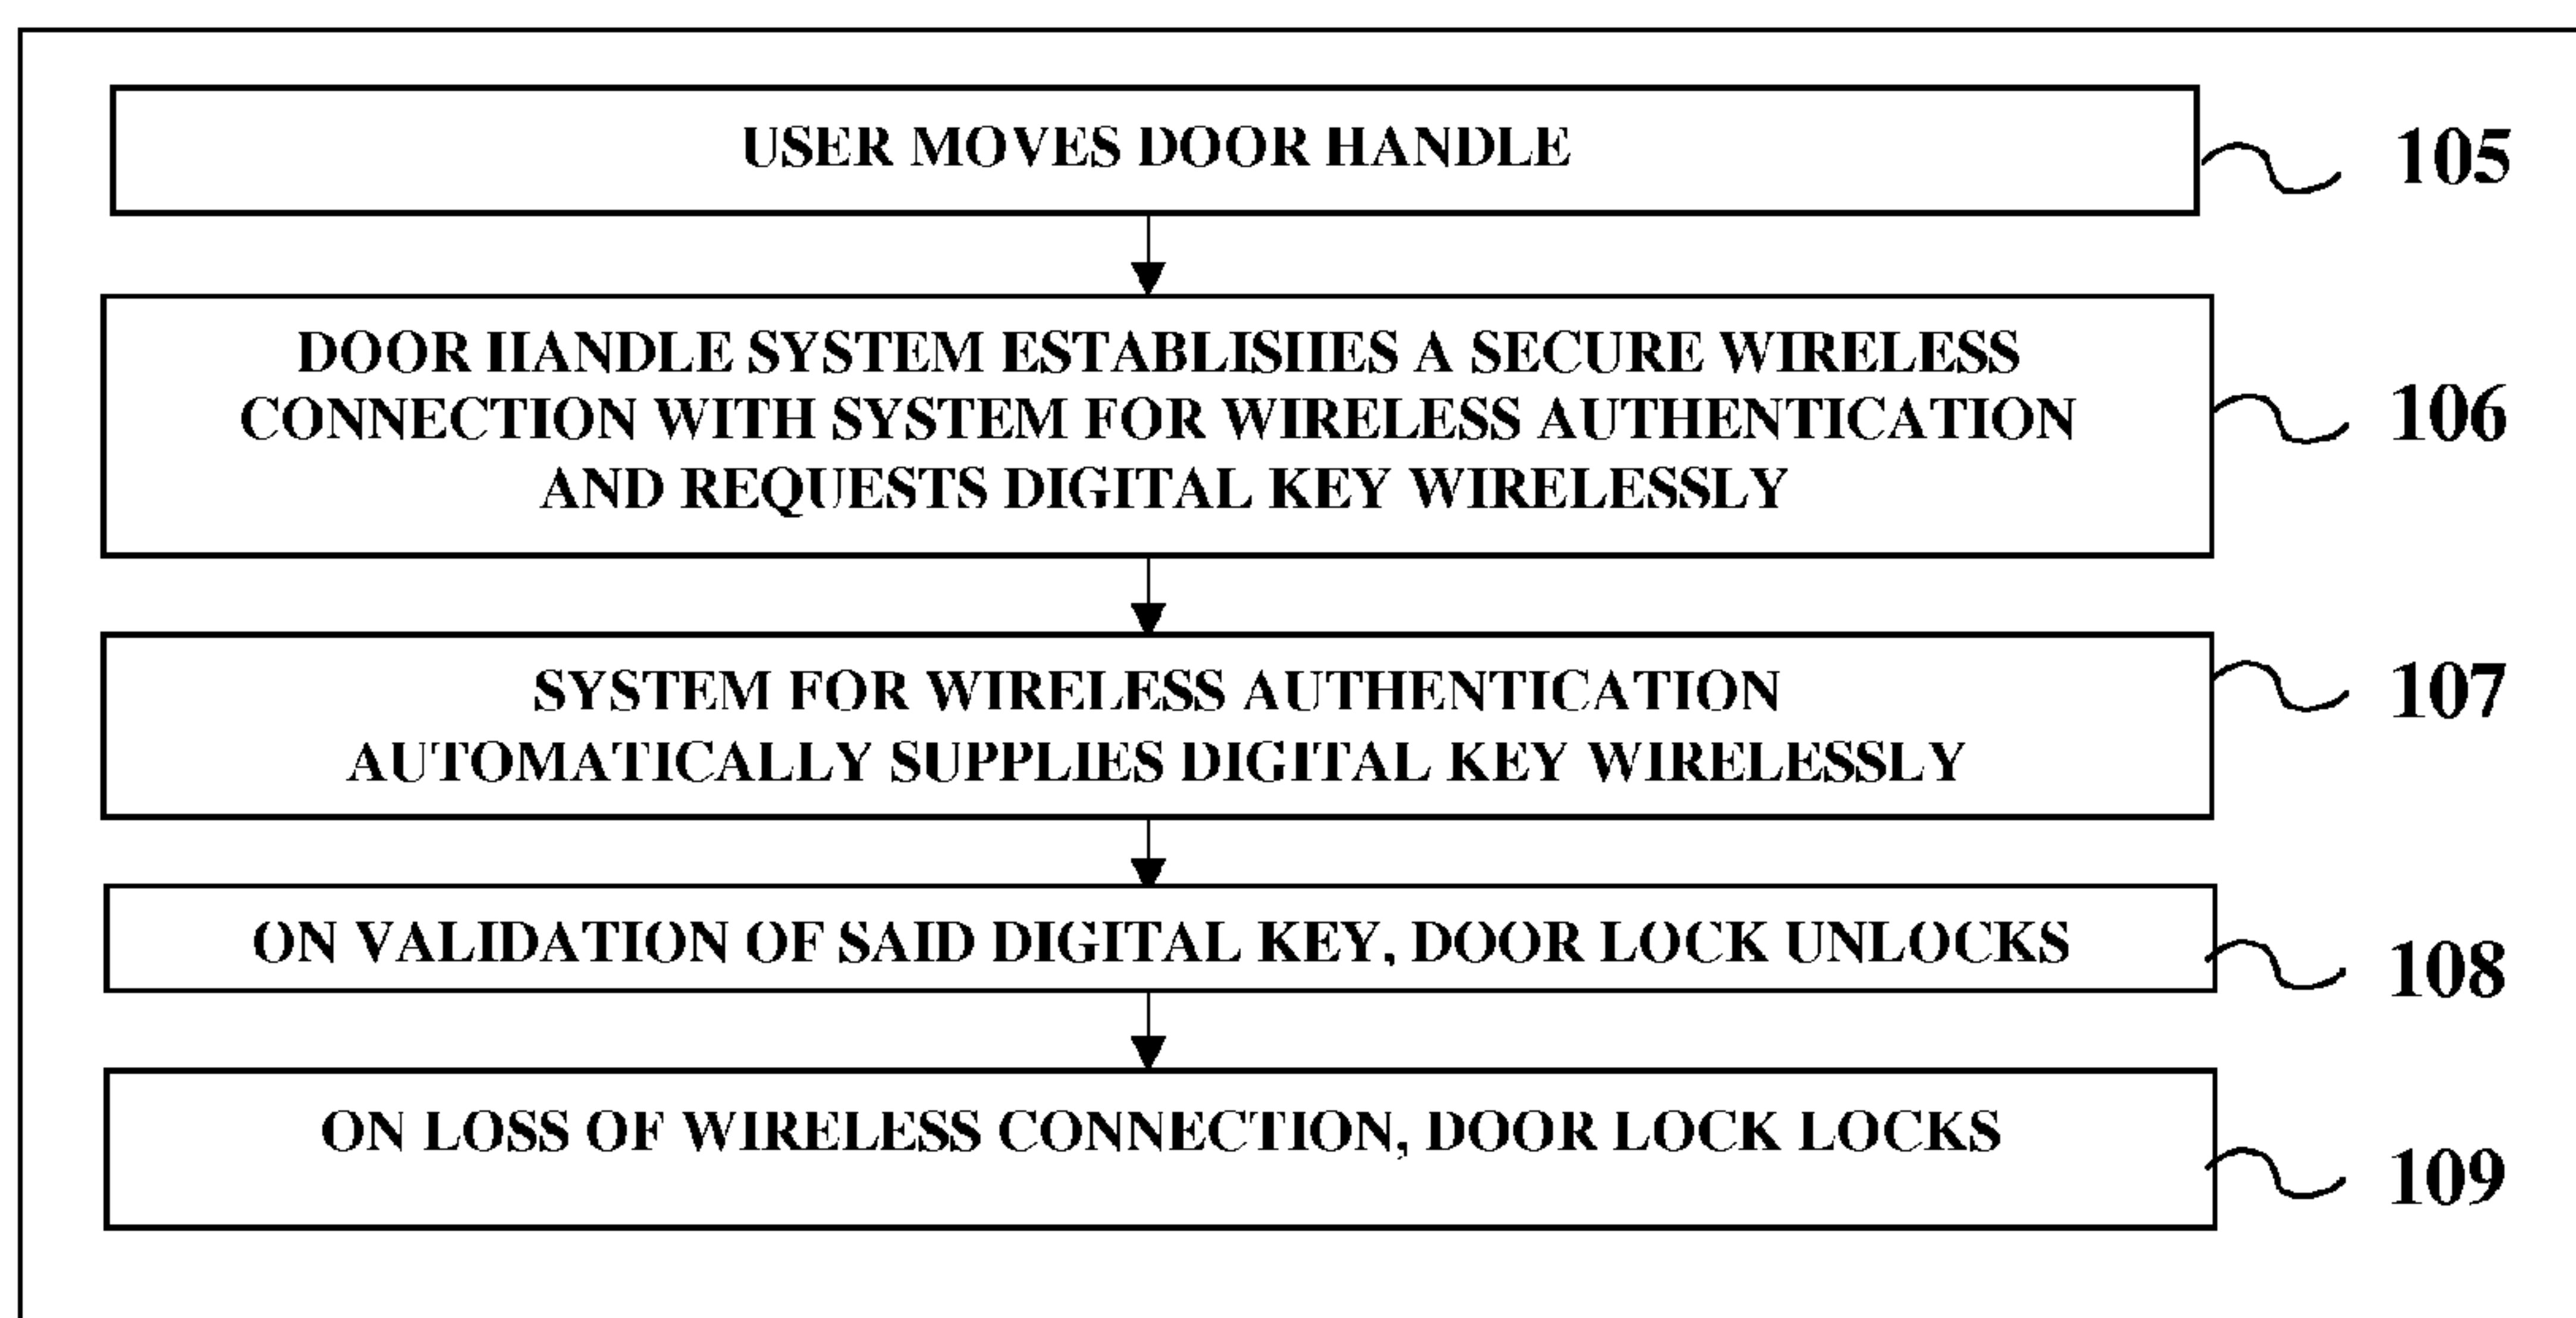 USER MOVES DOOR HANDLE
105
DOOR HANDLE SYSTEM ESTABLISHES A SECURE WIRELESS
CONNECTION WITH SYSTEM FOR WIRELESS AUTHENTICATION
AND REQUESTS DIGITAL KEY WIRELESSLY
106
SYSTEM FOR WIRELESS AUTHENTICATION
AUTOMATICALLY SUPPLIES DIGITAL KEY WIRELESSLY
107
ON VALIDATION OF SAID DIGITAL KEY, DOOR LOCK UNLOCKS
108
ON LOSS OF WIRELESS CONNECTION, DOOR LOCK LOCKS
109